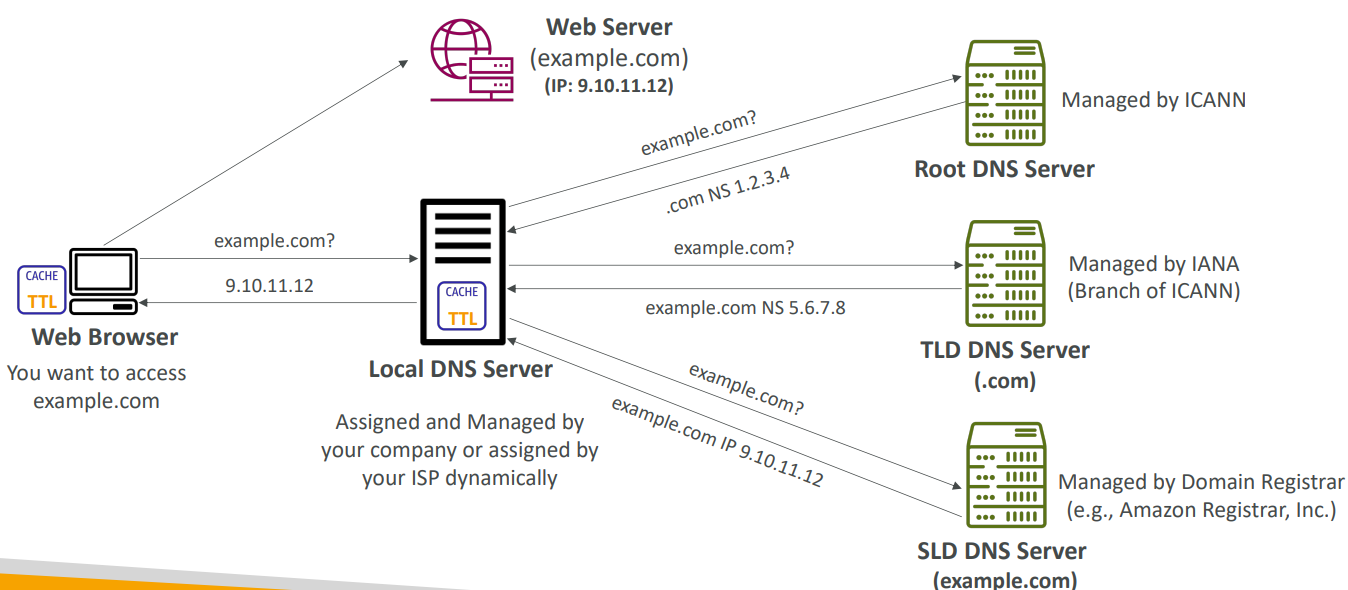 Web Server
(example.com)
(IP: 9.10.11.12)
Managed by ICANN
Root DNS Server
example.com?
.com NS 1.2.3.4
example.com?
9.10.11.12
CACHE
TTL
Web Browser
You want to access
example.com
CACHE
TTL
Local DNS Server
Assigned and Managed by
your company or assigned by
your ISP dynamically
example.com?
example.com NS 5.6.7.8
Managed by IANA
(Branch of ICANN)
TLD DNS Server
(.com)
example.com?
example.com IP 9.10.11.12
Managed by Domain Registrar
(e.g., Amazon Registrar, Inc.)
SLD DNS Server
(example.com)